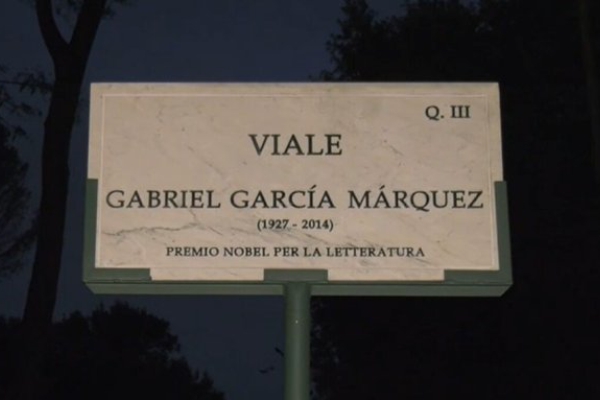 Q. III
VIALE
GABRIEL GARCÍA MÁRQUEZ
(1927 - 2014)
PREMIO NOBEL PER LA LETTERATURA